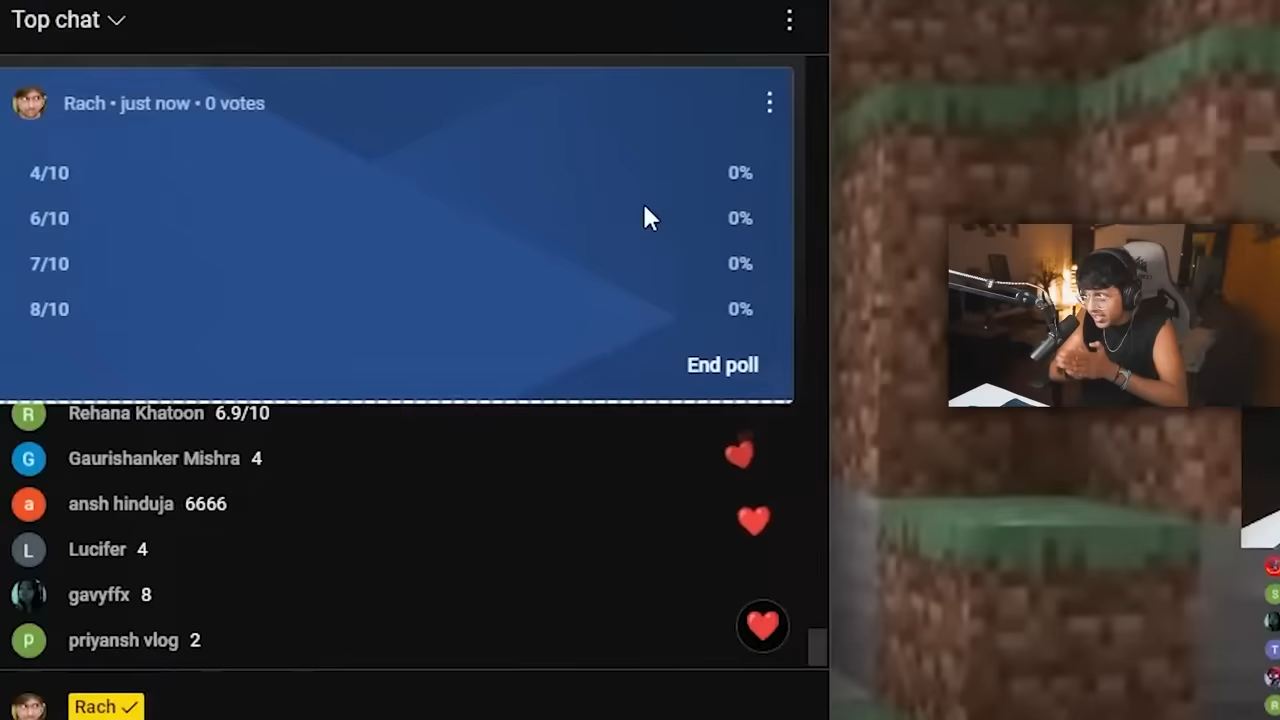 Top chat
Rach • just now • 0 votes
4/10 0%
6/10 0%
7/10 0%
8/10 0%
End poll
R Rehana Khatoon 6.9/10
G Gaurishanker Mishra 4
a ansh hinduja 6666
L Lucifer 4
gavyffx 8
p priyansh vlog 2
Rach
S
T
R